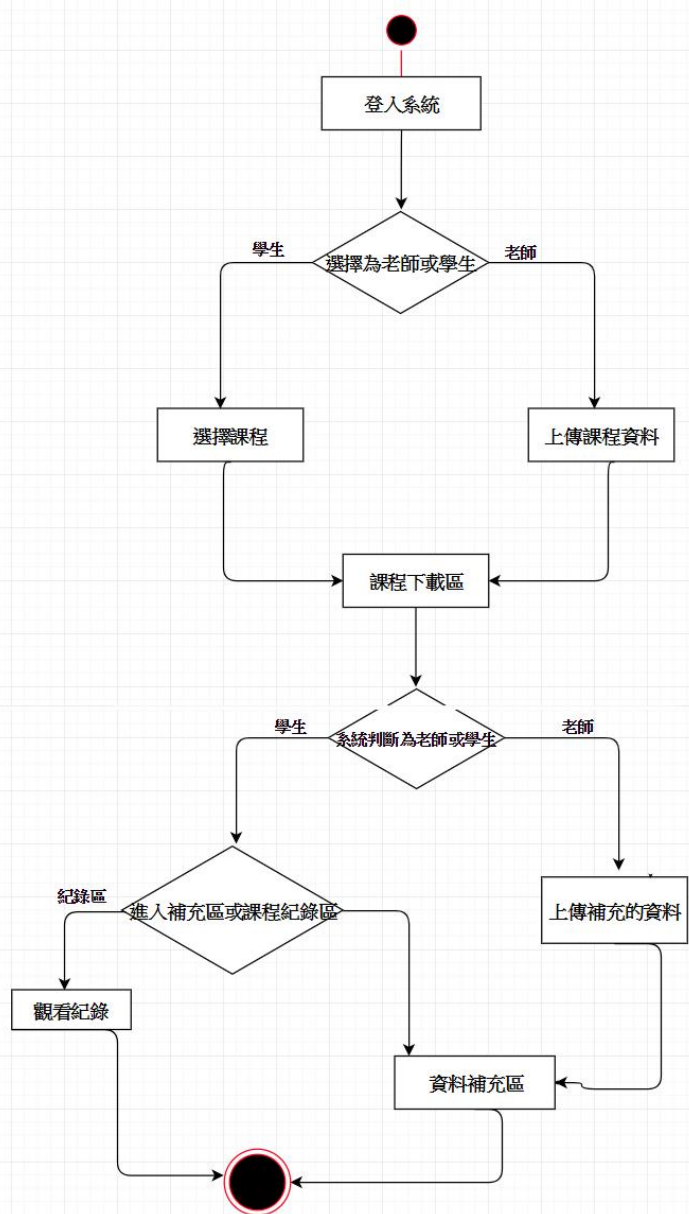 登入系統
學生
老師
選擇為老師或學生
選擇課程
上傳課程資料
課程下載區
學生
老師
系統判斷為老師或學生
紀錄區
進入補充區或課程紀錄區
上傳補充的資料
觀看紀錄
資料補充區